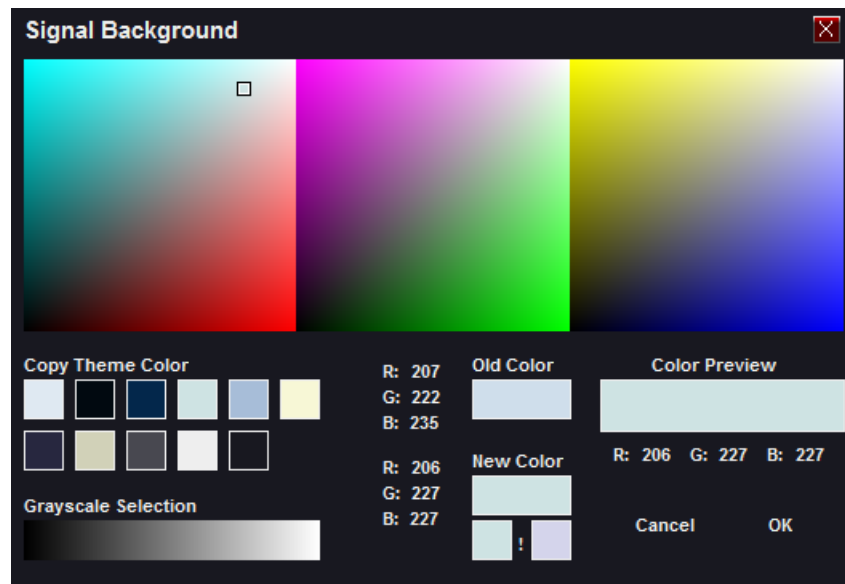 Signal Background
Copy Theme Color
R: 207
G: 222
B: 235
Old Color
Color Preview
R: 206 G: 227 B: 227
R: 206
G: 227
B: 227
New Color
!
Grayscale Selection
Cancel
OK